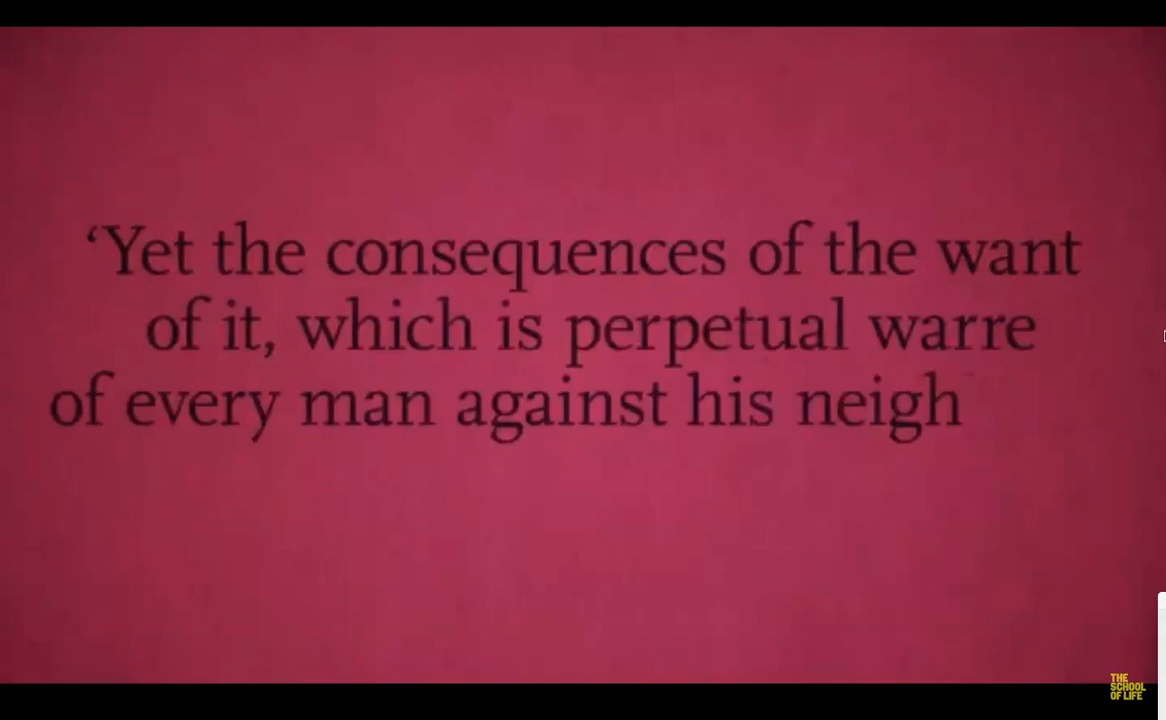 ‘Yet the consequences of the want
of it, which is perpetual warre
of every man against his neigh
THE
SCHOOL
OF LIFE